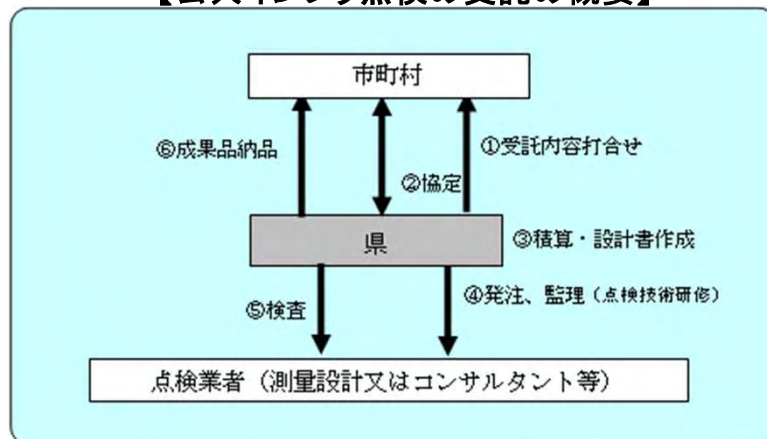 市町村
⑥成果品納品
①受託内容打合せ
②協定
県
③積算・設計書作成
⑤検査
④発注、監理（点検技術研修）
点検業者（測量設計又はコンサルタント等）